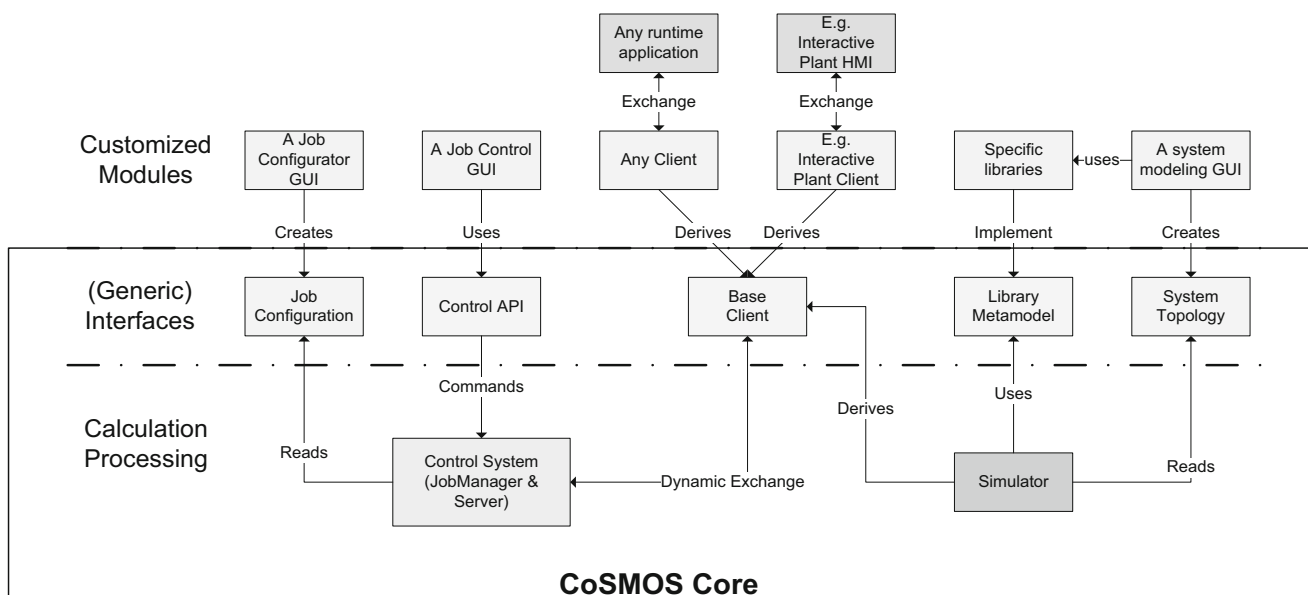 Any runtime
application
E.g.
Interactive
Plant HMI
Exchange
Exchange
Customized
Modules
A Job
Configurator
GUI
A Job Control
GUI
Any Client
E.g.
Interactive
Plant Client
Specific
libraries
uses
A system
modeling GUI
Creates
Uses
Derives
Derives
Implement
Creates
(Generic)
Interfaces
Job
Configuration
Control API
Base
Client
Library
Metamodel
System
Topology
Commands
Uses
Derives
Calculation
Processing
Reads
Control System
(JobManager &
Server)
Dynamic Exchange
Simulator
Reads
CoSMOS Core